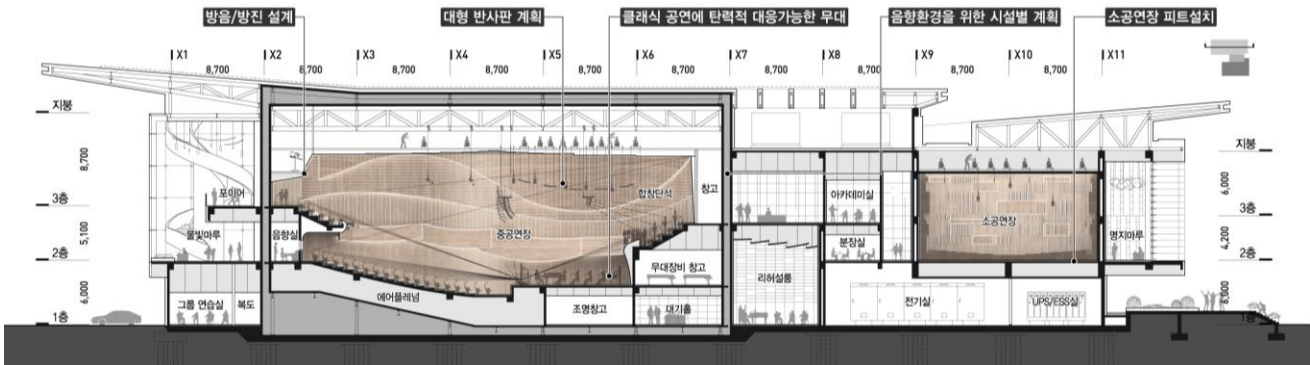 방음/방진 설계
대형 반사판 계획
클래식 공연에 탄력적 대응가능한 무대
음향환경을 위한 시설별 계획
소공연장 피트설치
X1 X2 X3 X4 X5 X6 X7 X8 X9 X10 X11
8,700 8,700 8,700 8,700 8,700 8,700 8,700 8,700 8,700 8,700
지붕
8,700
3층
5,100
2층
6,000
1층
포이어
물빛마루
음향실
그룹 연습실
복도
중공연장
합창단석
창고
에어플레넘
무대장비 창고
조명창고
대기홀
리허설룸
아카데미실
분장실
전기실
UPS/ESS실
소공연장
명지마루
지붕
6,000
3층
4,200
2층
6,000
1층